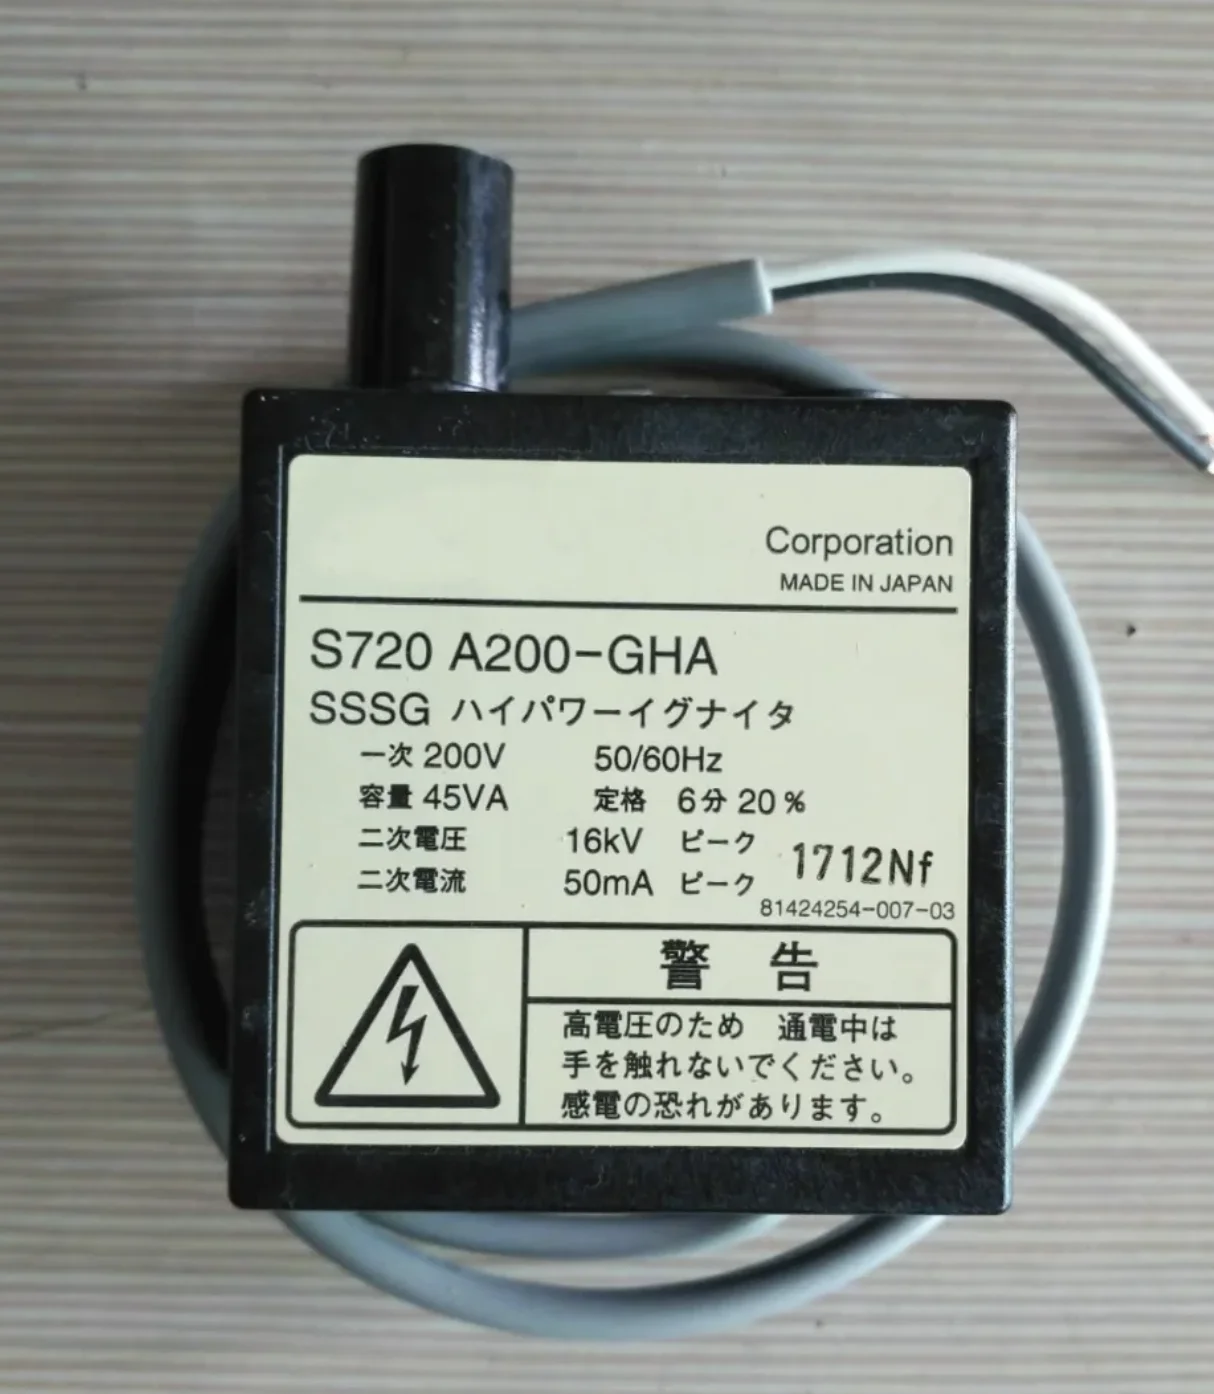 Corporation
MADE IN JAPAN
S720 A200-GHA
SSSG ハイパワーイグナイタ
一次 200V 50/60Hz
容量 45VA 定格 6分 20%
二次電圧 16kV ピーク
二次電流 50mA ピーク
1712Nf
81424254-007-03
警告
高電圧のため 通電中は
手を触れないでください。
感電の恐れがあります。